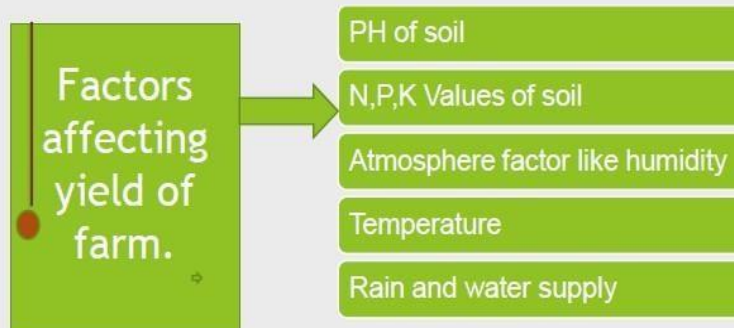 Factors
affecting
yield of
farm.
PH of soil
N,P,K Values of soil
Atmosphere factor like humidity
Temperature
Rain and water supply